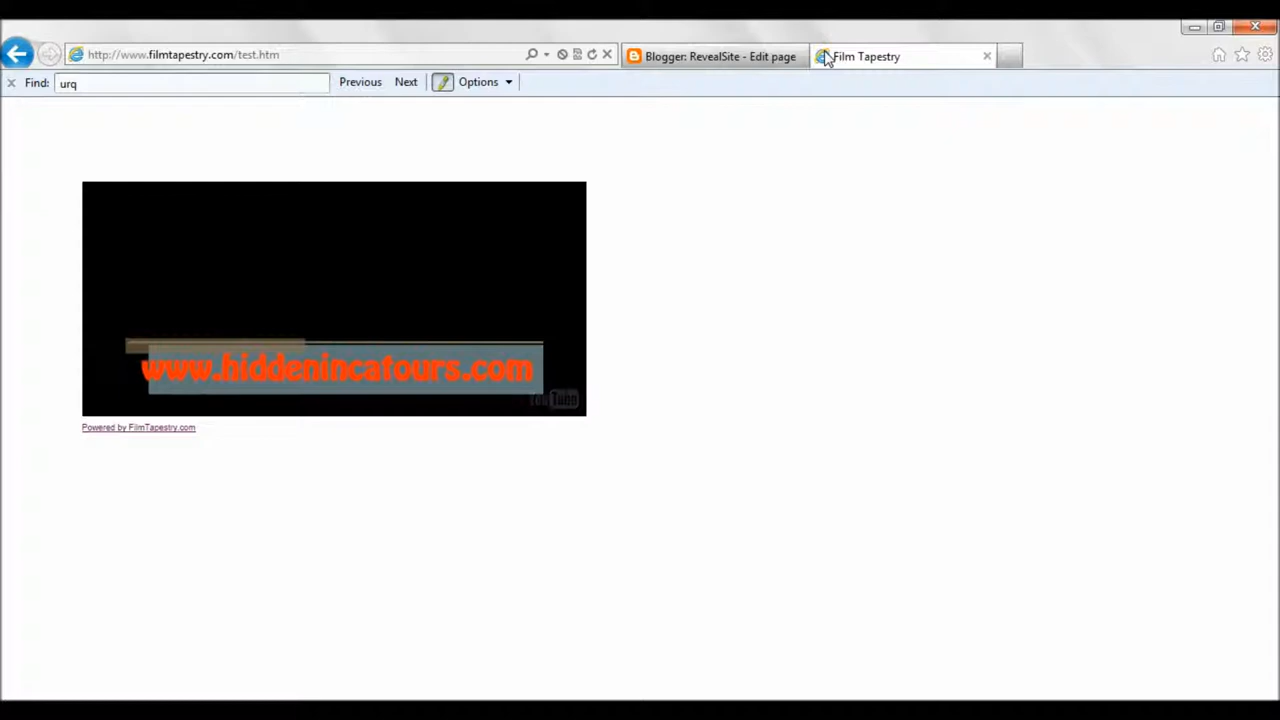 http://www.filmtapestry.com/test.htm
Blogger: RevealSite - Edit page
Film Tapestry
Find: urq
Previous
Next
Options
www.hiddenincatours.com
YouTube
Powered by FilmTapestry.com